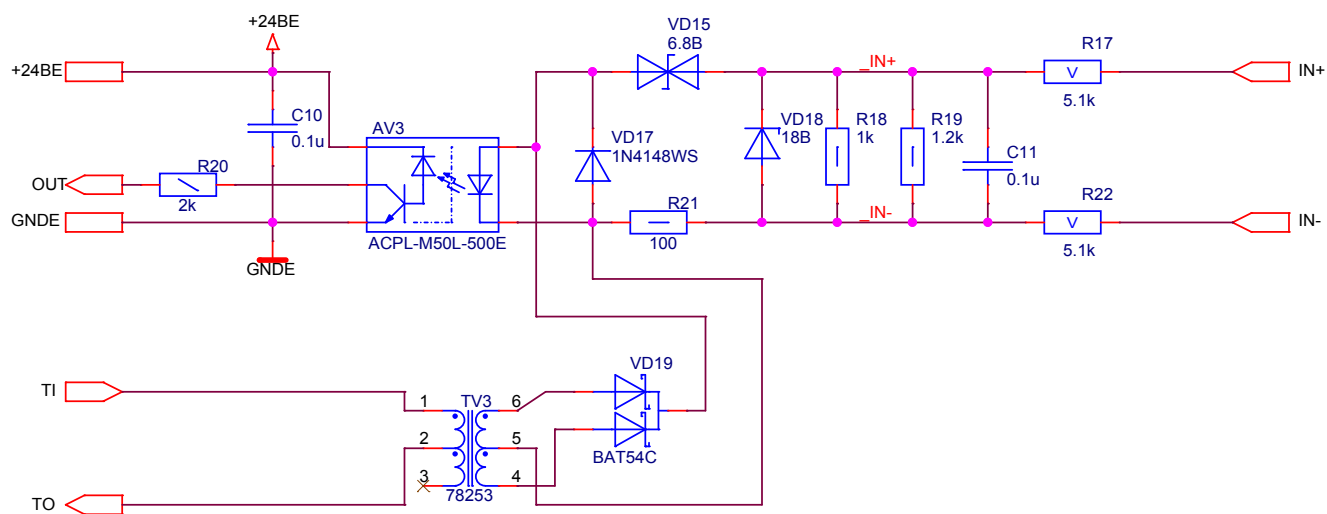 +24BE
+24BE
C10
0.1u
AV3
ACPL-M50L-500E
OUT
R20
2k
GNDE
GNDE
VD15
6.8B
VD17
1N4148WS
R21
100
VD18
18B
_IN+
R18
1k
R19
1.2k
_IN-
C11
0.1u
R17
V
5.1k
IN+
R22
V
5.1k
IN-
TI
TO
TV3
1
2
3
6
5
4
78253
VD19
BAT54C